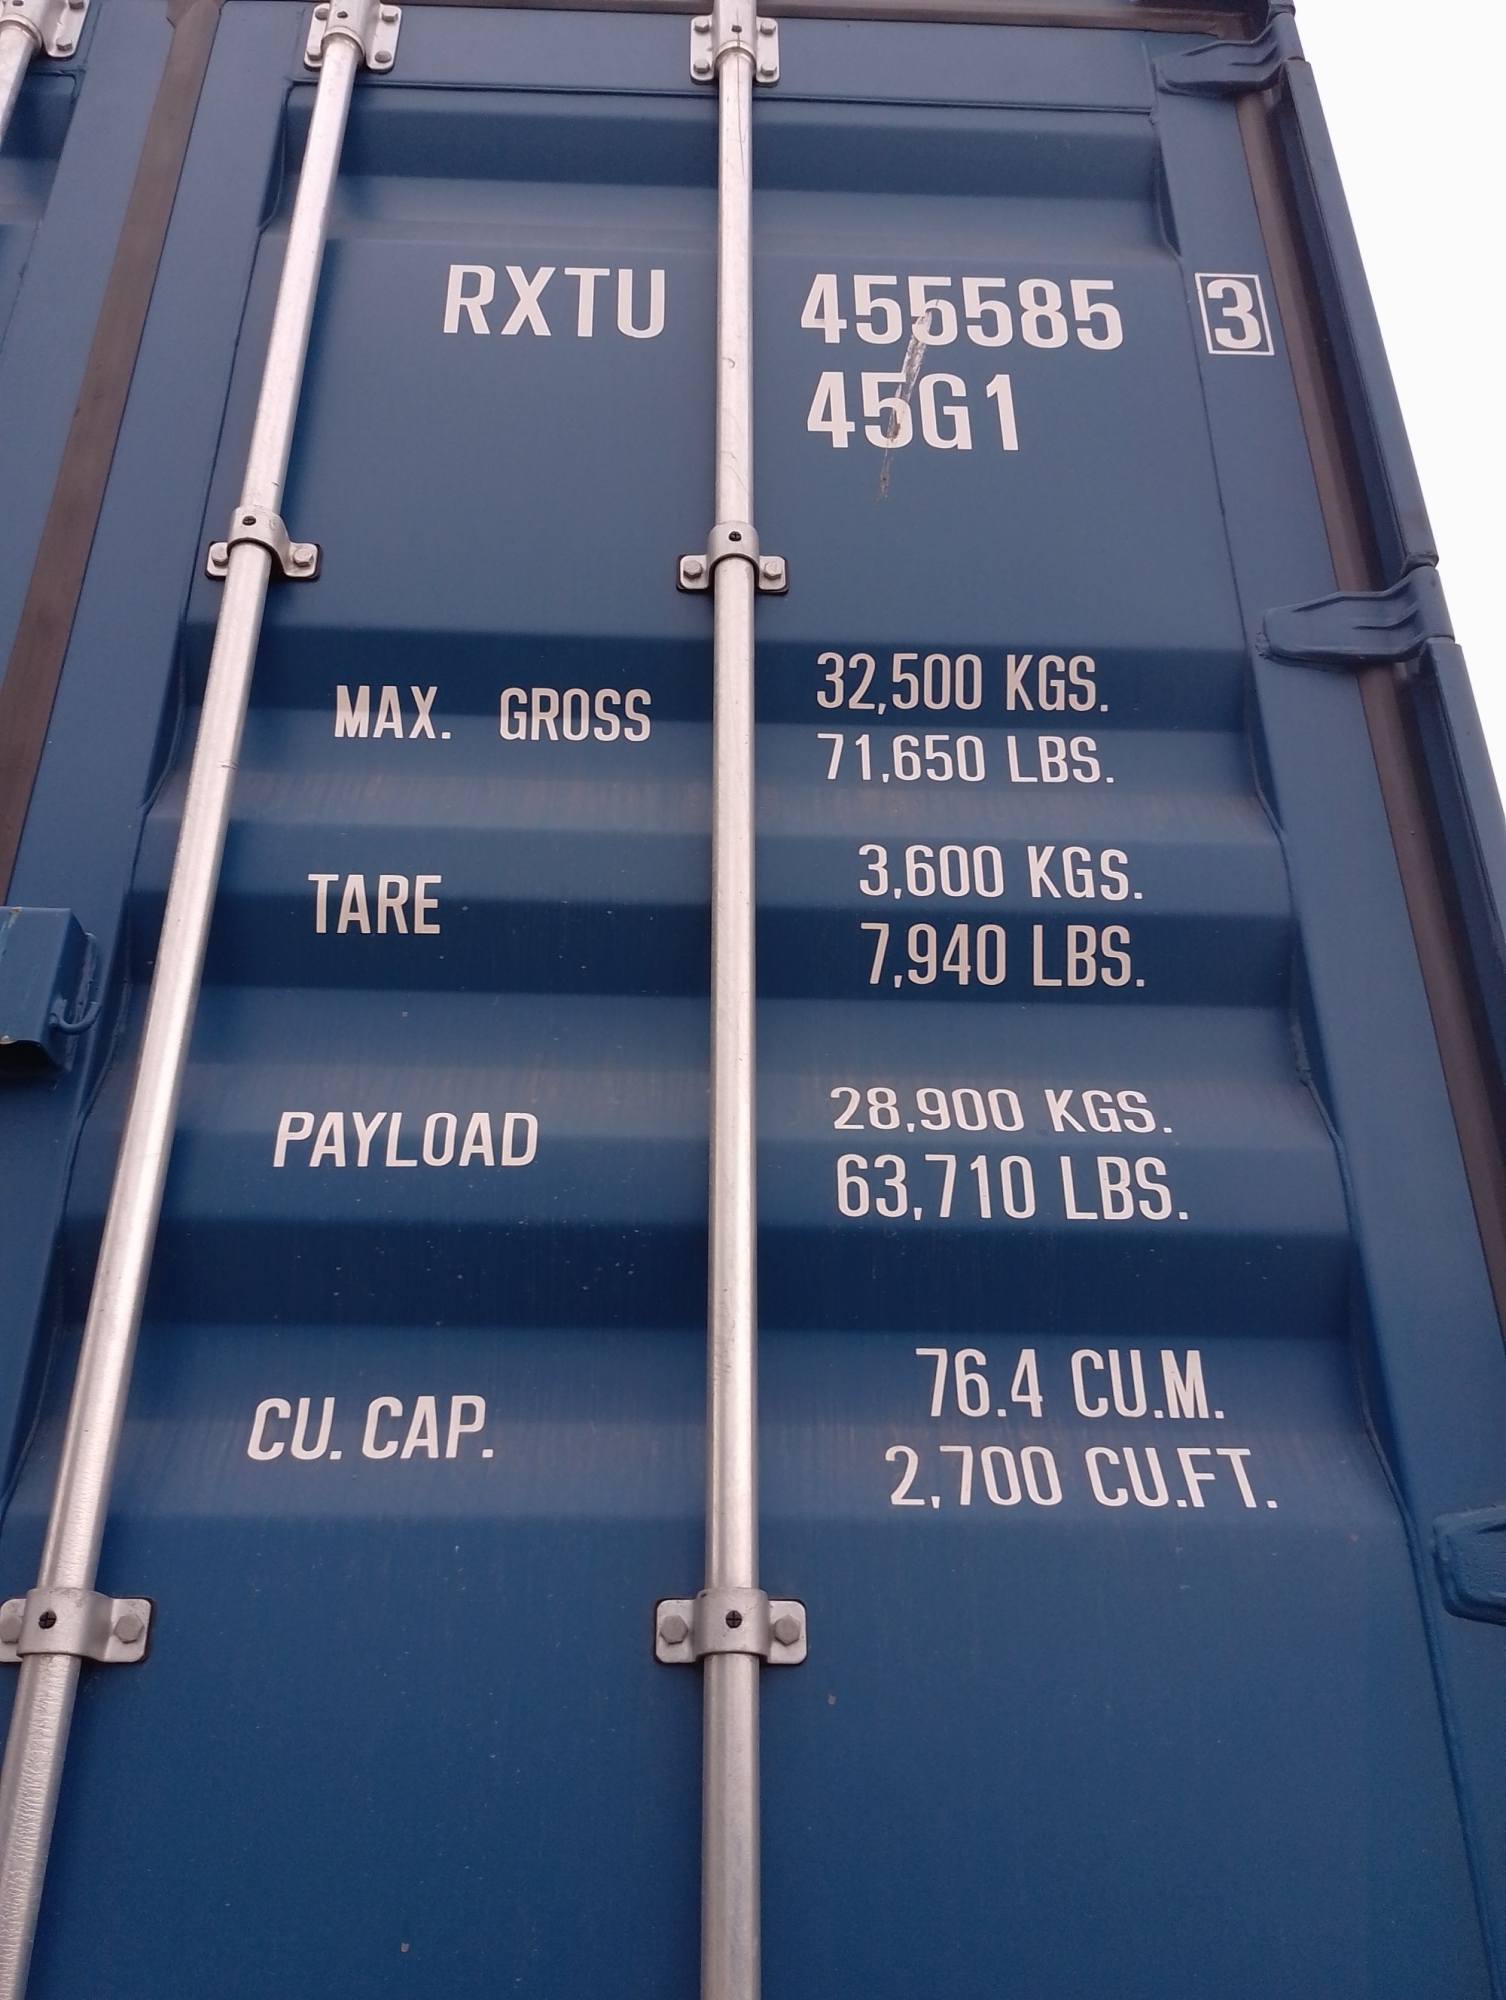 RXTU 455585 3
45G1
MAX. GROSS 32,500 KGS.
71,650 LBS.
TARE 3,600 KGS.
7,940 LBS.
PAYLOAD 28,900 KGS.
63,710 LBS.
CU. CAP. 76.4 CU.M.
2,700 CU.FT.